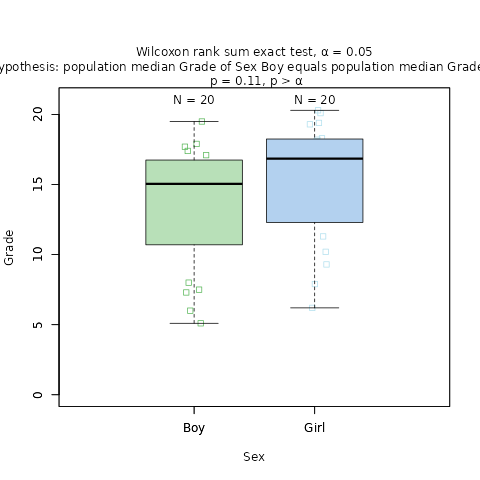 Wilcoxon rank sum exact test, α = 0.05
ypothesis: population median Grade of Sex Boy equals population median Grade
p = 0.11, p > α
N = 20 N = 20
20
15
10
5
0
Grade
Boy Girl
Sex